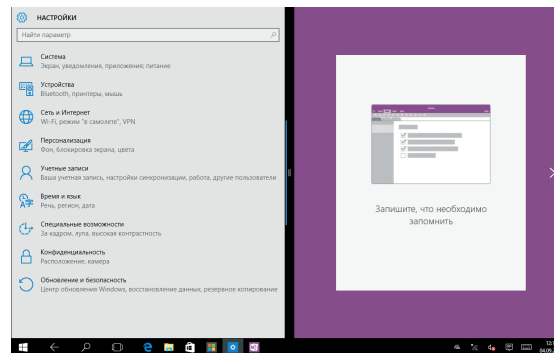 НАСТРОЙКИ
Найти параметр
Система
Экран, уведомления, приложения; питание
Устройства
Bluetooth, принтеры, мышь
Сеть и Интернет
Wi-Fi, режим "в самолете", VPN
Персонализация
Фон, блокировка экрана, цвета
Учетные записи
Ваша учетная запись, настройки синхронизации, работа, другие пользователи
Время и язык
Речь, регион, дата
Специальные возможности
За кадром, лупа, высокая контрастность
Конфиденциальность
Расположение, камера
Обновление и безопасность
Центр обновления Windows, восстановление данных, резервное копирование
Запишите, что необходимо
запомнить